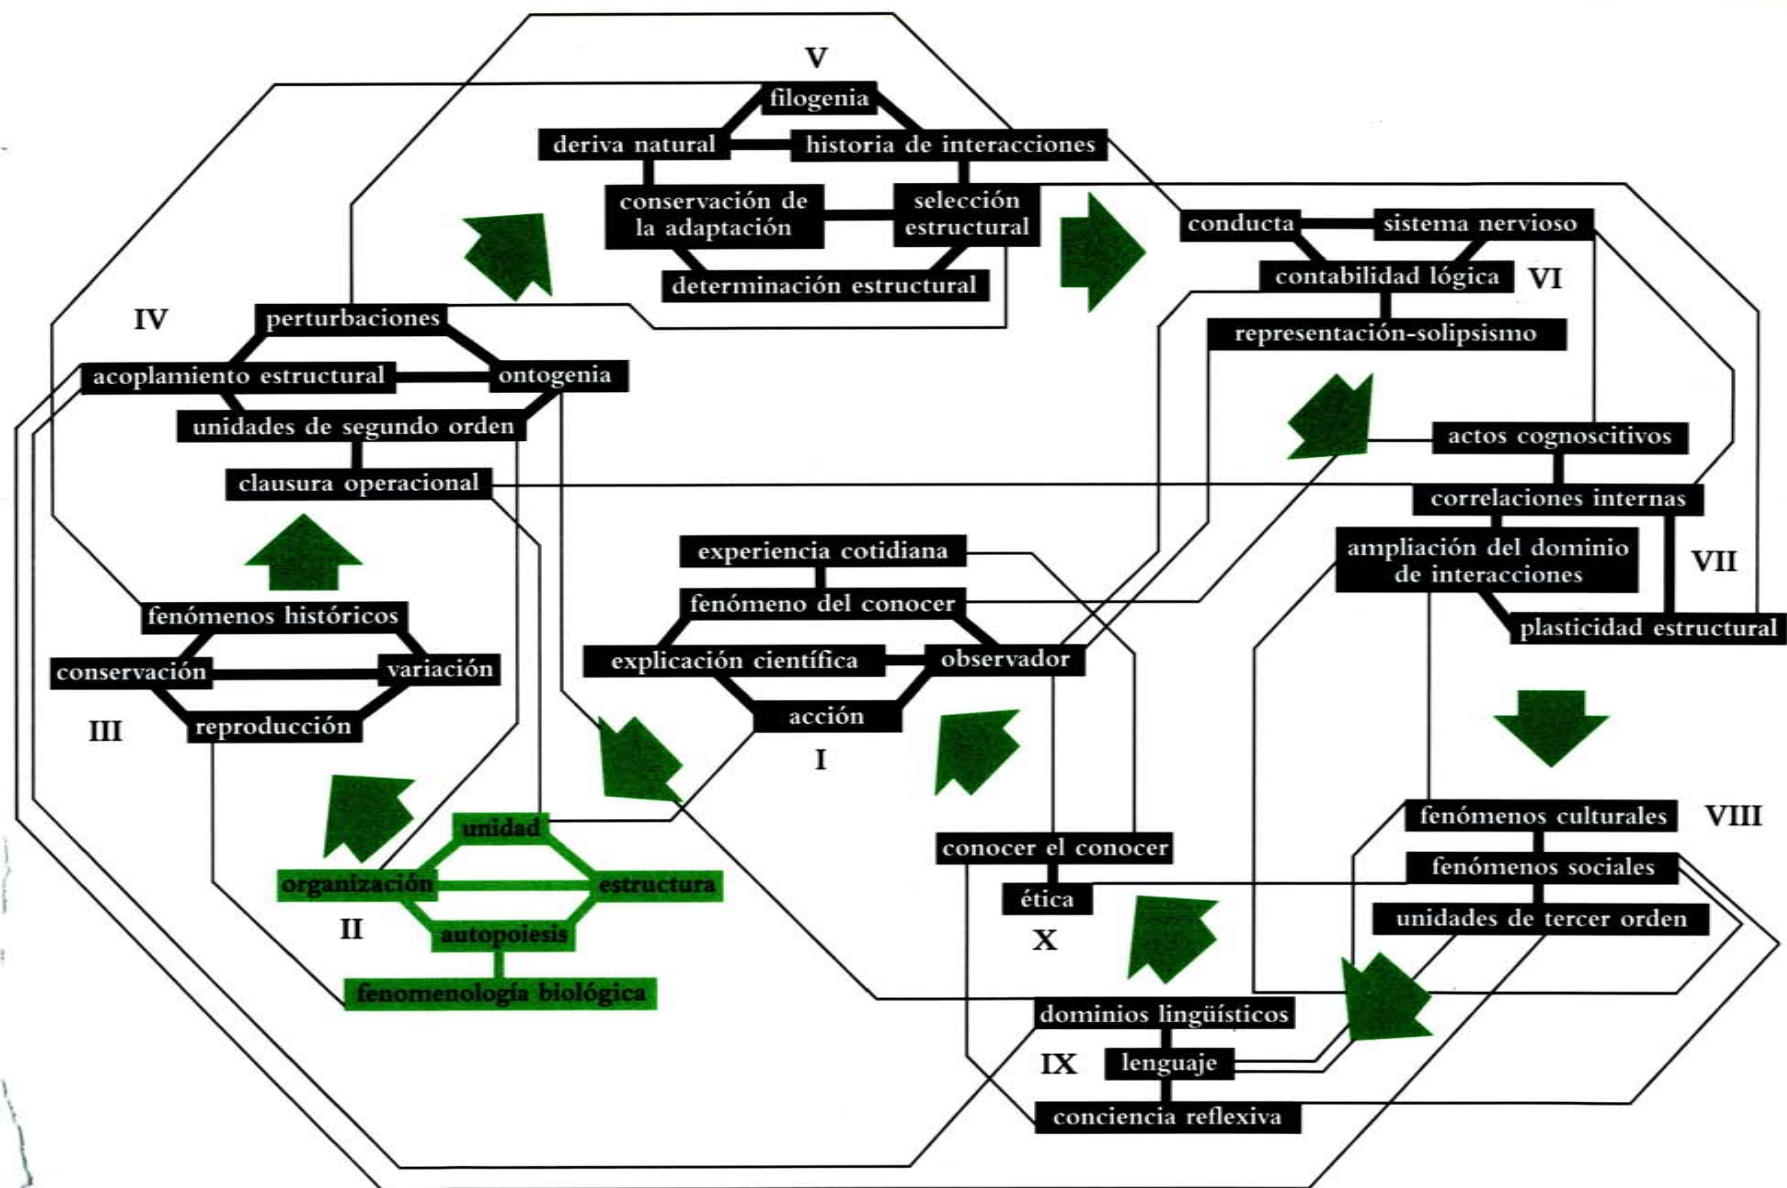 V
filogenia
deriva natural
historia de interacciones
conservación de
la adaptación
selección
estructural
determinación estructural
conducta
sistema nervioso
contabilidad lógica
VI
representación-solipsismo
IV
perturbaciones
acoplamiento estructural
ontogenia
unidades de segundo orden
clausura operacional
actos cognoscitivos
correlaciones internas
ampliación del dominio
de interacciones
VII
plasticidad estructural
experiencia cotidiana
fenómeno del conocer
explicación científica
observador
acción
I
fenómenos históricos
conservación
variación
reproducción
III
unidad
organización
estructura
autopoiesis
II
fenomenología biológica
conocer el conocer
ética
X
fenómenos culturales
VIII
fenómenos sociales
unidades de tercer orden
dominios lingüísticos
IX
lenguaje
conciencia reflexiva